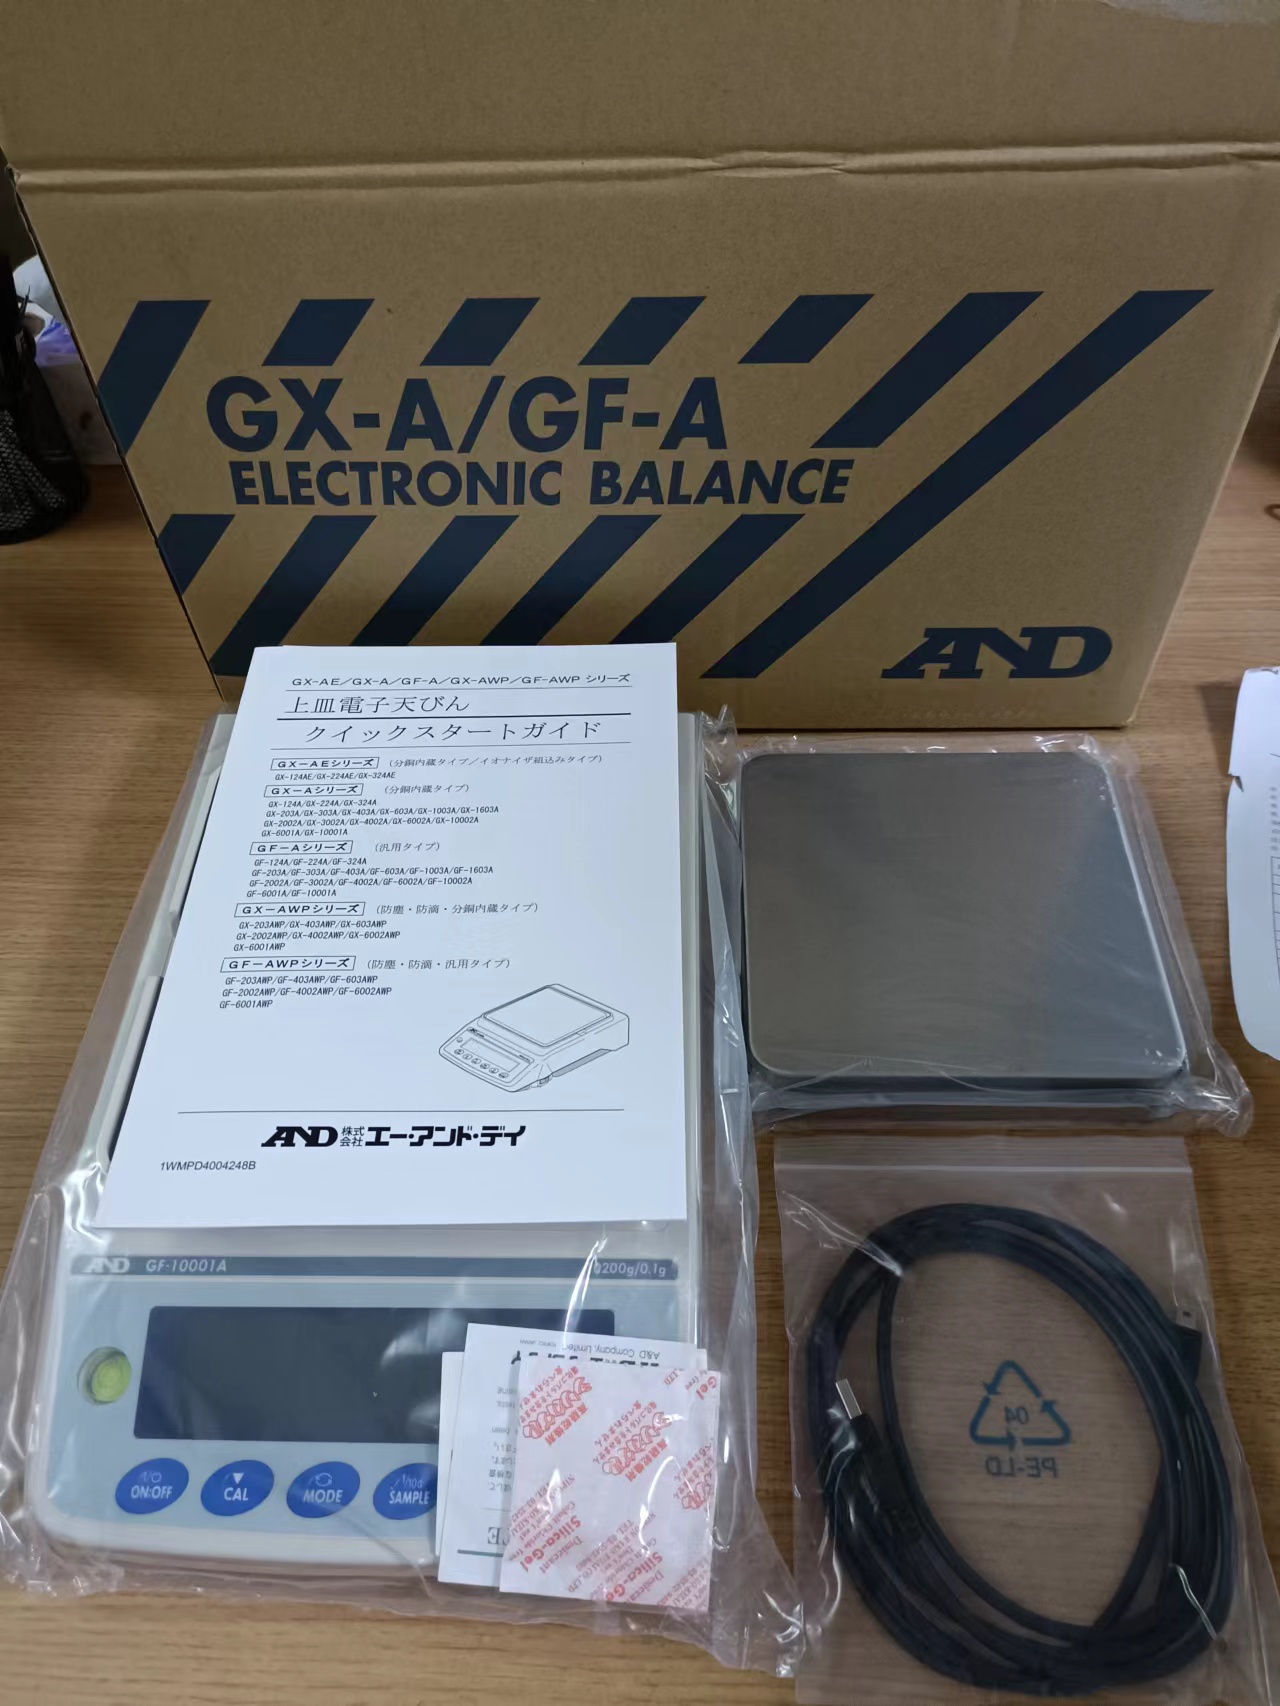 GX-A/GF-A
ELECTRONIC BALANCE
AND
GX-AE/GX-A/GF-A/GX-AWP/GF-AWP シリーズ
上皿電子天びん
クイックスタートガイド
GX-AEシリーズ (分銅内蔵タイプ/イオナイザ組込みタイプ)
GX-124AE/GX-224AE/GX-324AE
GX-Aシリーズ (分銅内蔵タイプ)
GX-124A/GX-224A/GX-324A
GX-203A/GX-303A/GX-403A/GX-603A/GX-1003A/GX-1603A
GX-2002A/GX-3002A/GX-4002A/GX-6002A/GX-10002A
GX-6001A/GX-10001A
GF-Aシリーズ (汎用タイプ)
GF-124A/GF-224A/GF-324A
GF-203A/GF-303A/GF-403A/GF-603A/GF-1003A/GF-1603A
GF-2002A/GF-3002A/GF-4002A/GF-6002A/GF-10002A
GF-6001A/GF-10001A
GX-AWPシリーズ (防塵・防滴・分銅内蔵タイプ)
GX-203AWP/GX-403AWP/GX-603AWP
GX-2002AWP/GX-4002AWP/GX-6002AWP
GX-6001AWP
GF-AWPシリーズ (防塵・防滴・汎用タイプ)
GF-203AWP/GF-403AWP/GF-603AWP
GF-2002AWP/GF-4002AWP/GF-6002AWP
GF-6001AWP
AND 株式会社 エー・アンド・デイ
1WMPD4004248B
AND GF-10001A 0200g/0.1g
A&D Company, Limited
I/O
ON:OFF
CAL
MODE
SAMPLE
Silica-Gel
Desiccant
04
PE-LD